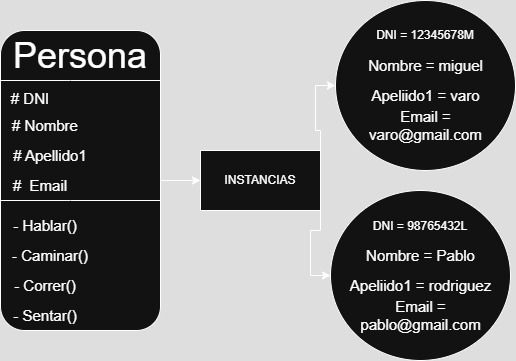 Persona
# DNI
# Nombre
# Apellido1
# Email
- Hablar()
- Caminar()
- Correr()
- Sentar()
INSTANCIAS
DNI = 12345678M
Nombre = miguel
Apeliido1 = varo
Email =
varo@gmail.com
DNI = 98765432L
Nombre = Pablo
Apeliido1 = rodriguez
Email =
pablo@gmail.com